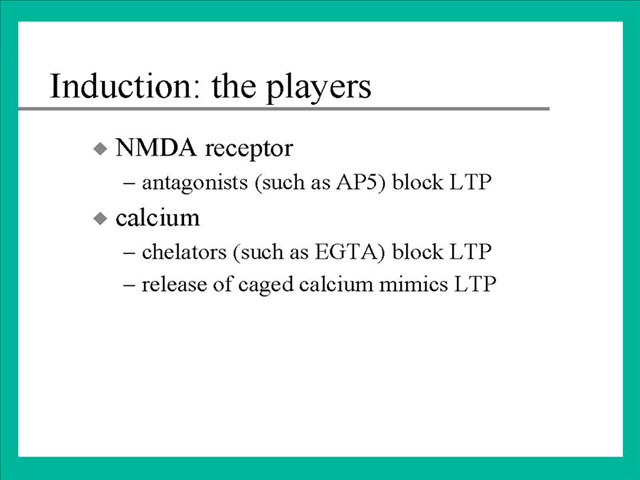 Induction: the players
◆ NMDA receptor
– antagonists (such as AP5) block LTP
◆ calcium
– chelators (such as EGTA) block LTP
– release of caged calcium mimics LTP